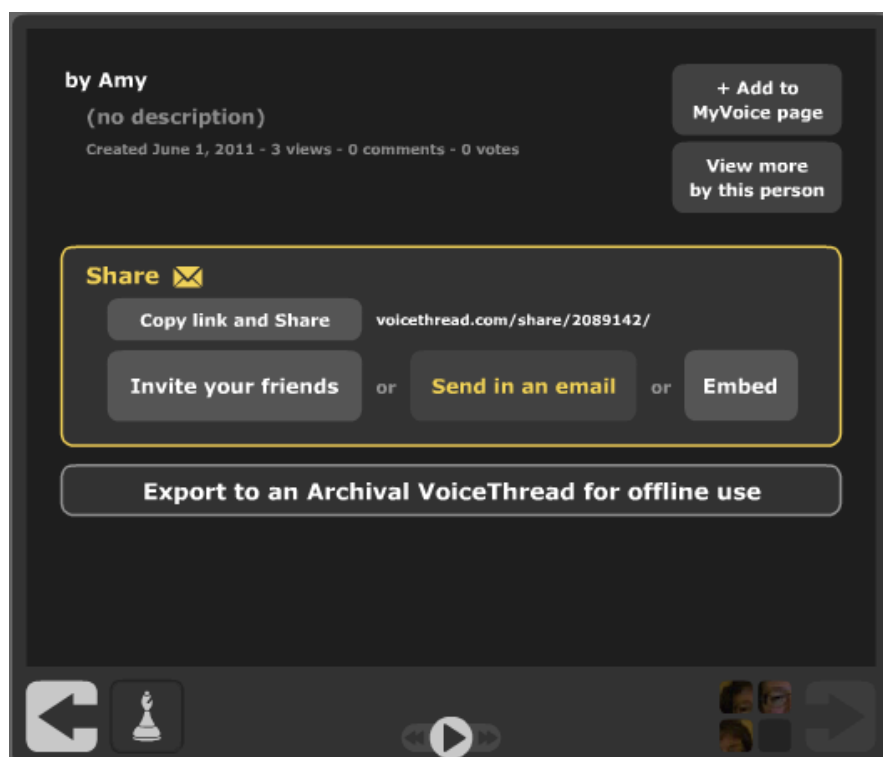 by Amy
(no description)
Created June 1, 2011 - 3 views - 0 comments - 0 votes
+ Add to
MyVoice page
View more
by this person
Share
Copy link and Share voicethread.com/share/2089142/
Invite your friends or Send in an email or Embed
Export to an Archival VoiceThread for offline use